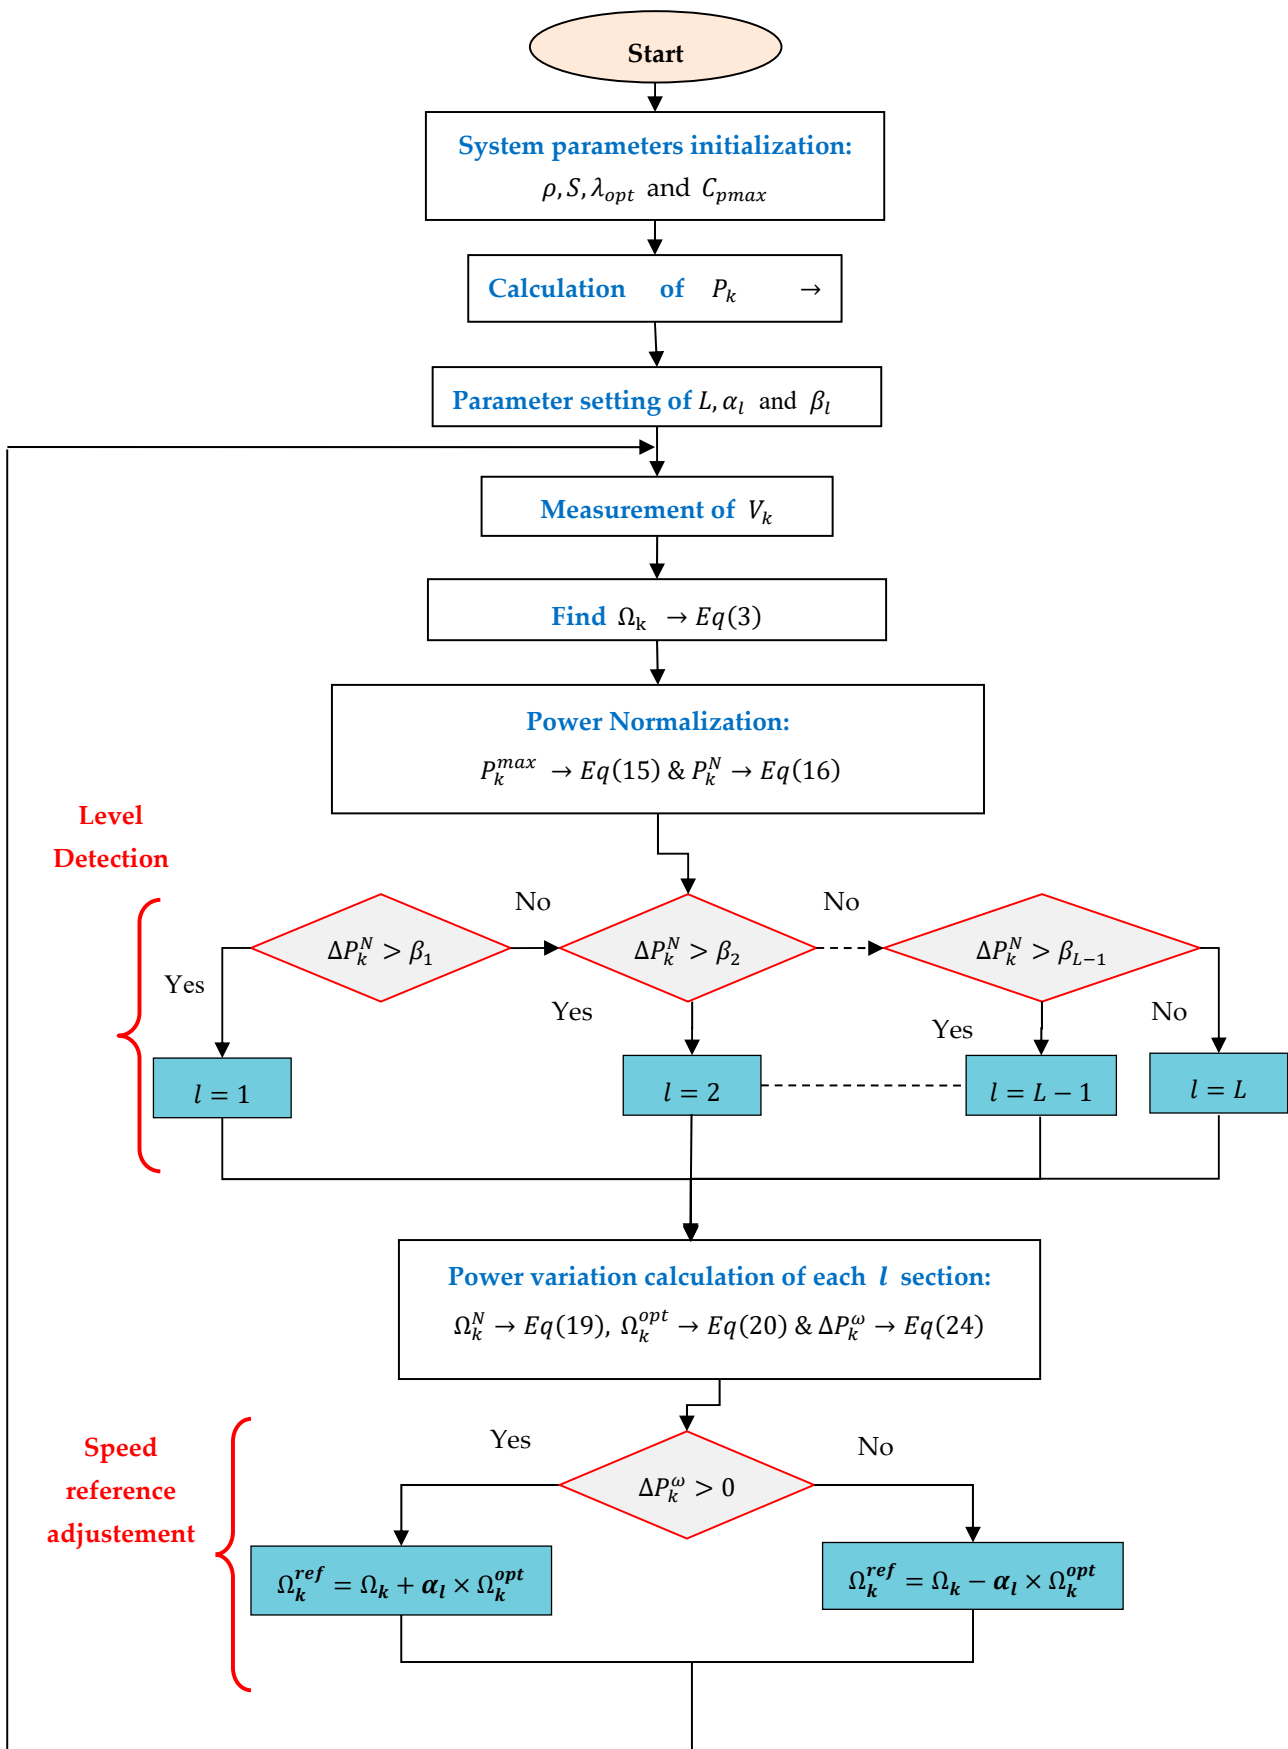 Start
System parameters initialization:
ρ, S, λ_opt and C_pmax
Calculation of P_k →
Parameter setting of L, α_l and β_l
Measurement of V_k
Find Ω_k → Eq(3)
Power Normalization:
P_k^max → Eq(15) & P_k^N → Eq(16)
Level
Detection
No
No
ΔP_k^N > β_1
ΔP_k^N > β_2
ΔP_k^N > β_{L−1}
Yes
Yes
Yes
No
l = 1
l = 2
l = L − 1
l = L
Power variation calculation of each l section:
Ω_k^N → Eq(19), Ω_k^opt → Eq(20) & ΔP_k^ω → Eq(24)
Speed
reference
adjustement
Yes
No
ΔP_k^ω > 0
Ω_k^ref = Ω_k + α_l × Ω_k^opt
Ω_k^ref = Ω_k − α_l × Ω_k^opt